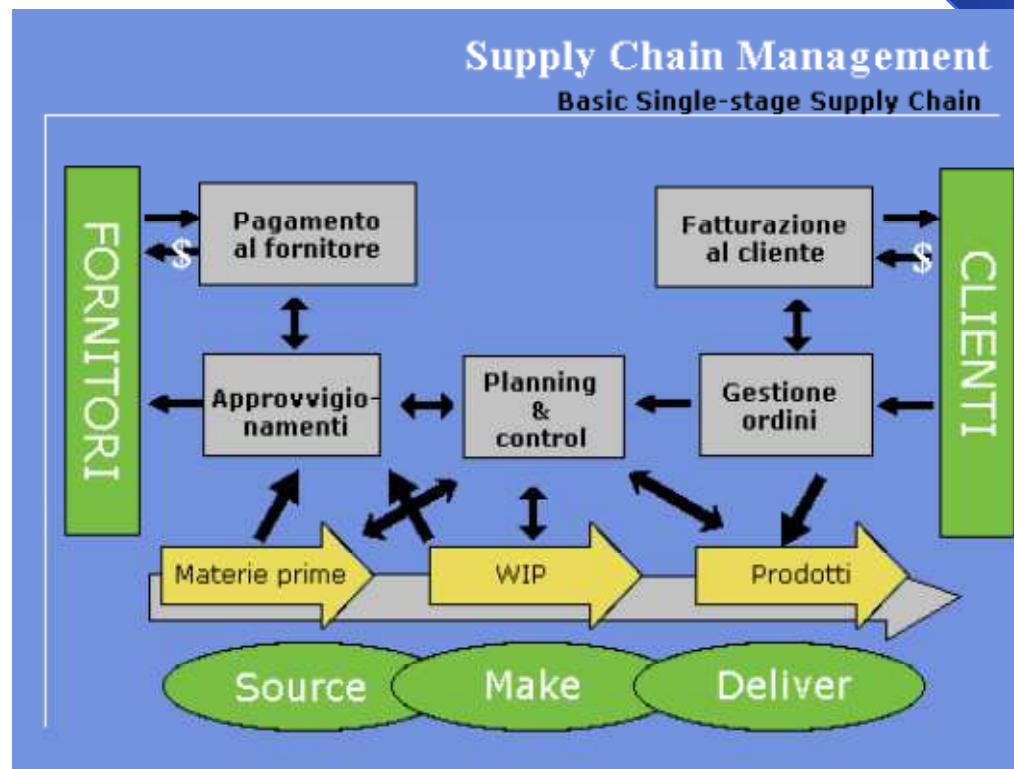 Supply Chain Management
Basic Single-stage Supply Chain
FORNITORI
Pagamento
al fornitore
$
Fatturazione
al cliente
$
CLIENTI
Approvvigio-
namenti
Planning
&
control
Gestione
ordini
Materie prime
WIP
Prodotti
Source
Make
Deliver